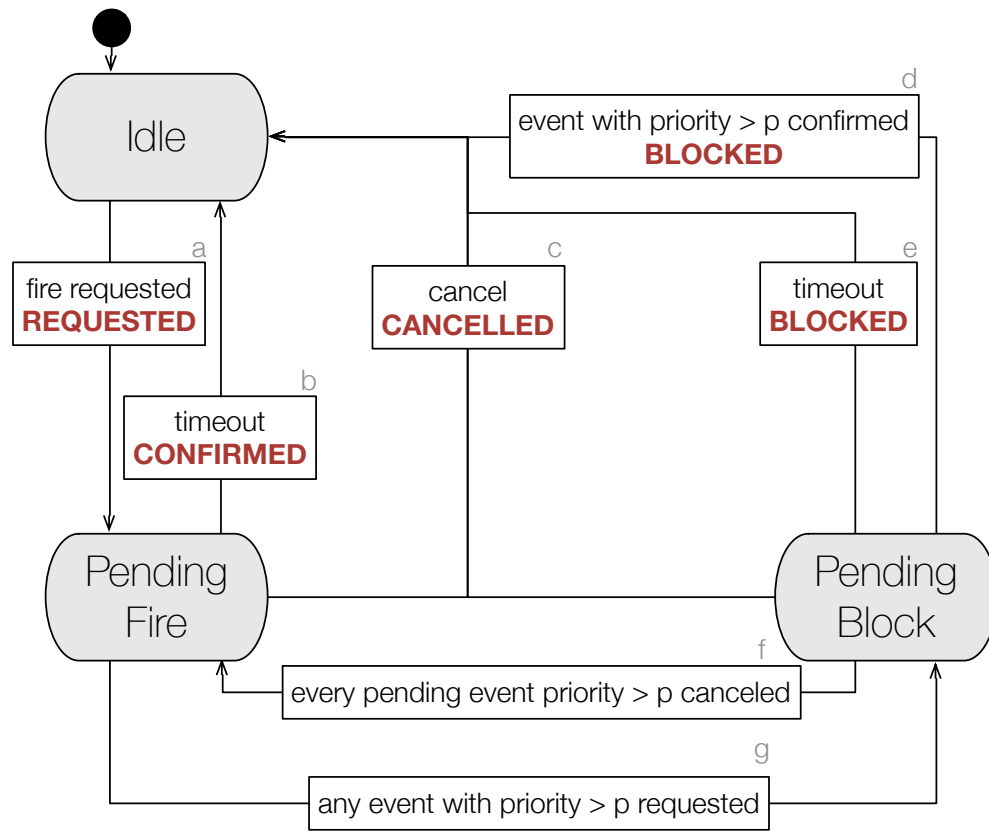 d
event with priority > p confirmed
BLOCKED
Idle
a
fire requested
REQUESTED
c
cancel
CANCELLED
e
timeout
BLOCKED
b
timeout
CONFIRMED
Pending
Fire
Pending
Block
f
every pending event priority > p canceled
g
any event with priority > p requested